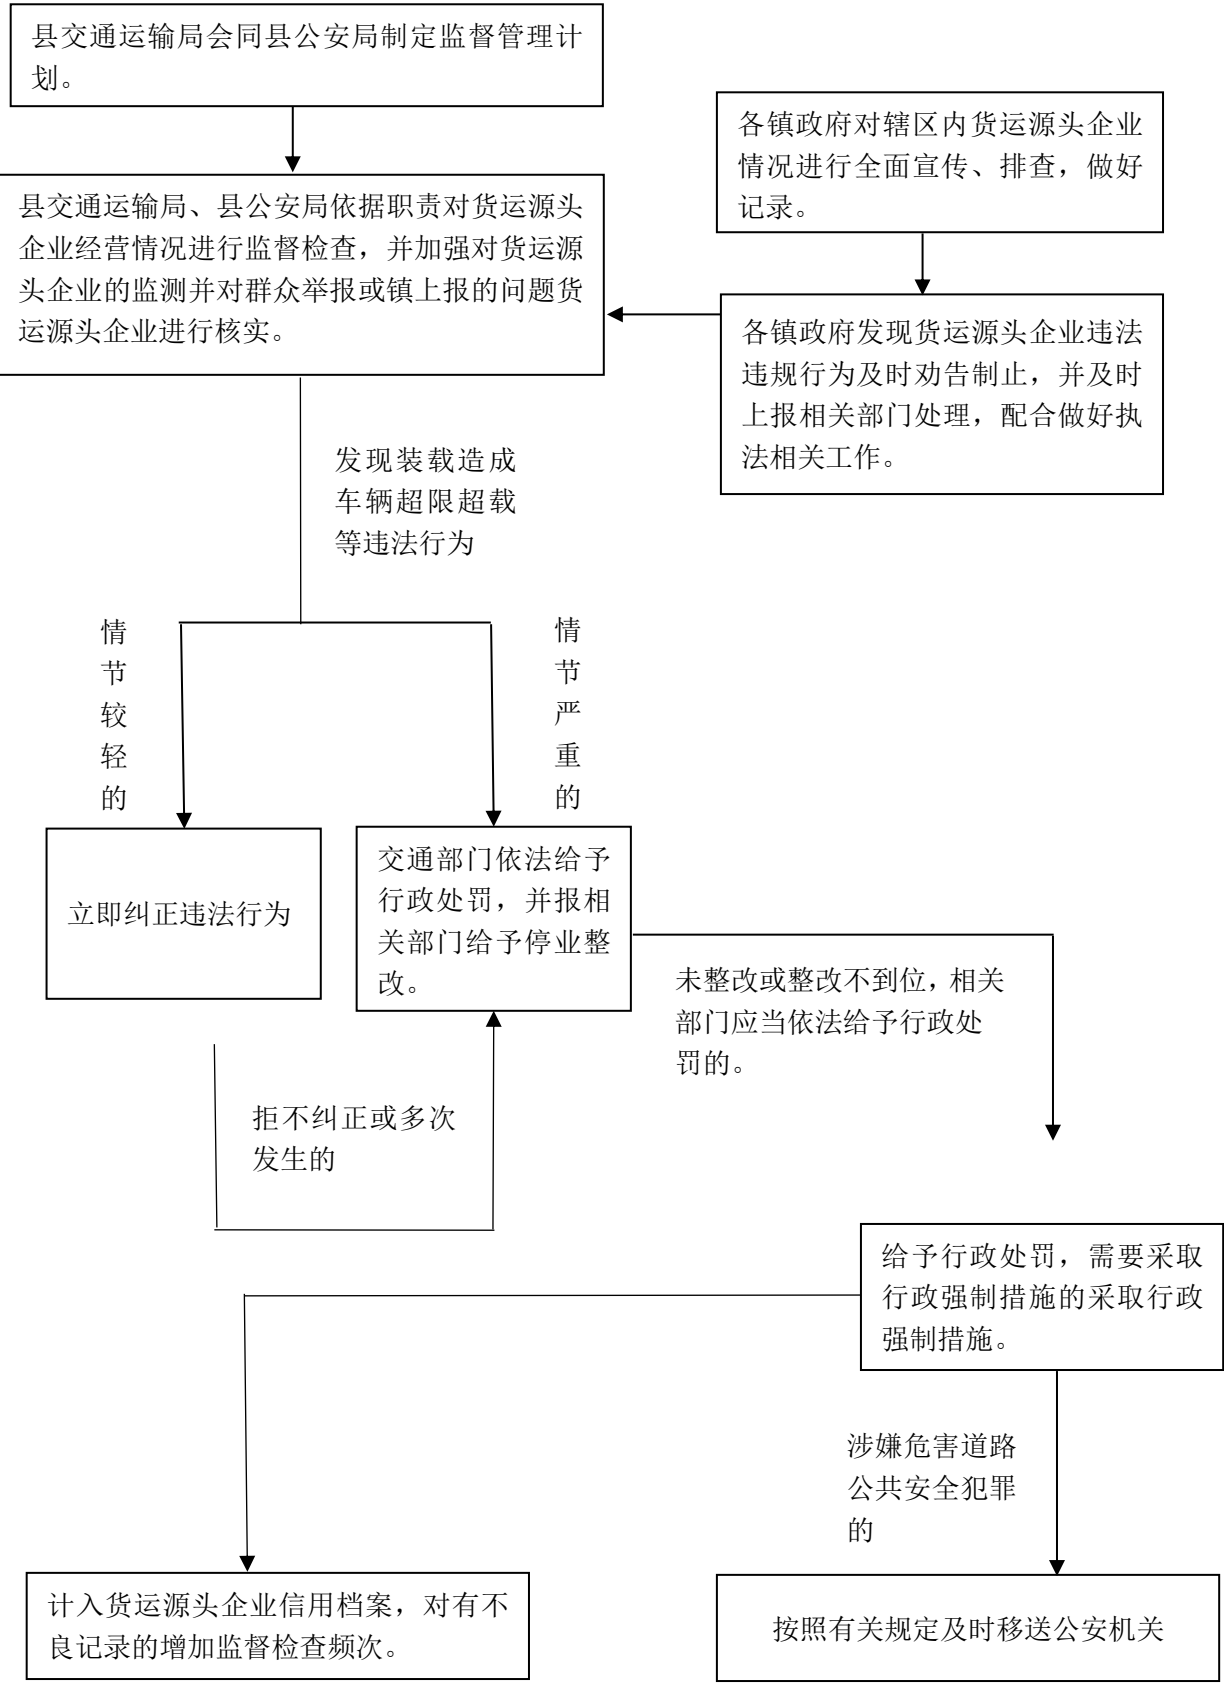 县交通运输局会同县公安局制定监督管理计
划。
各镇政府对辖区内货运源头企业
情况进行全面宣传、排查，做好
记录。
县交通运输局、县公安局依据职责对货运源头
企业经营情况进行监督检查，并加强对货运源
头企业的监测并对群众举报或镇上报的问题货
运源头企业进行核实。
各镇政府发现货运源头企业违法
违规行为及时劝告制止，并及时
上报相关部门处理，配合做好执
法相关工作。
发现装载造成
车辆超限超载
等违法行为
情
节
较
轻
的
情
节
严
重
的
立即纠正违法行为
交通部门依法给予
行政处罚，并报相
关部门给予停业整
改。
未整改或整改不到位，相关
部门应当依法给予行政处
罚的。
拒不纠正或多次
发生的
给予行政处罚，需要采取
行政强制措施的采取行政
强制措施。
涉嫌危害道路
公共安全犯罪
的
计入货运源头企业信用档案，对有不
良记录的增加监督检查频次。
按照有关规定及时移送公安机关